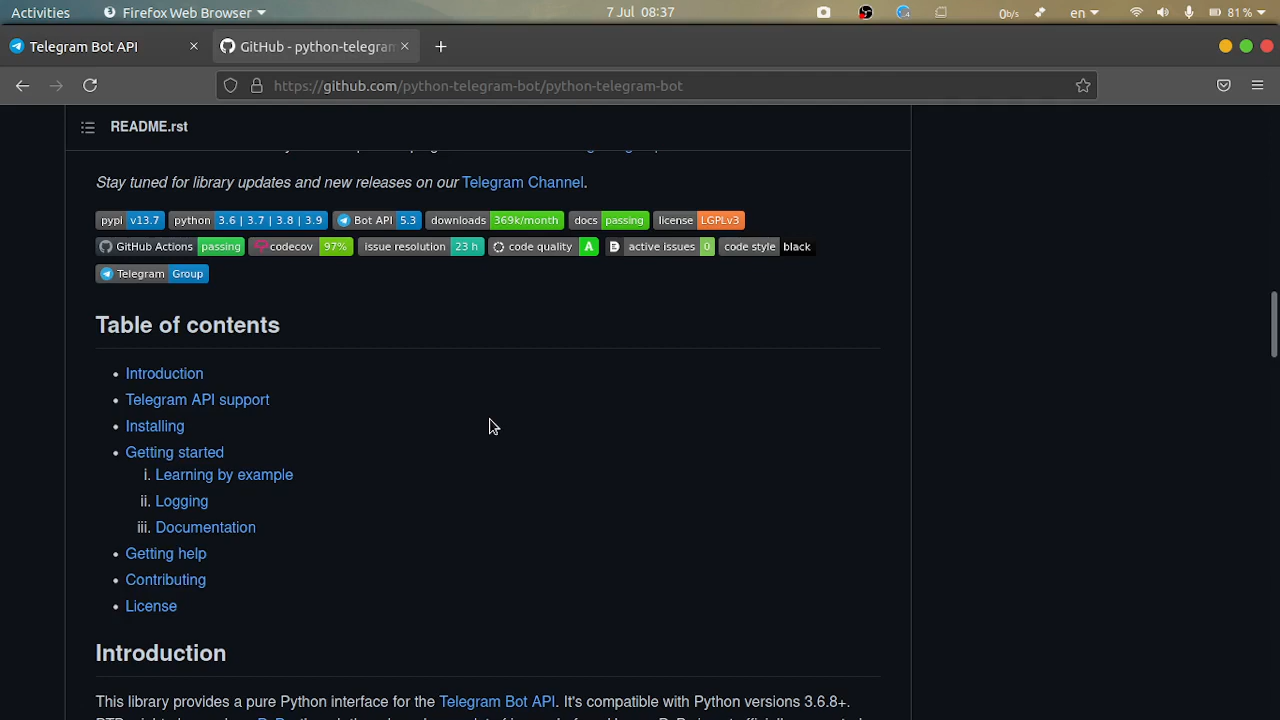 Activities Firefox Web Browser 7 Jul 08:37 0b/s en 81 %
Telegram Bot API GitHub - python-telegram
https://github.com/python-telegram-bot/python-telegram-bot
README.rst
Stay tuned for library updates and new releases on our Telegram Channel.
pypi v13.7 python 3.6 | 3.7 | 3.8 | 3.9 Bot API 5.3 downloads 369k/month docs passing license LGPLv3
GitHub Actions passing codecov 97% issue resolution 23 h code quality A active issues 0 code style black
Telegram Group
Table of contents
• Introduction
• Telegram API support
• Installing
• Getting started
i. Learning by example
ii. Logging
iii. Documentation
• Getting help
• Contributing
• License
Introduction
This library provides a pure Python interface for the Telegram Bot API. It's compatible with Python versions 3.6.8+.